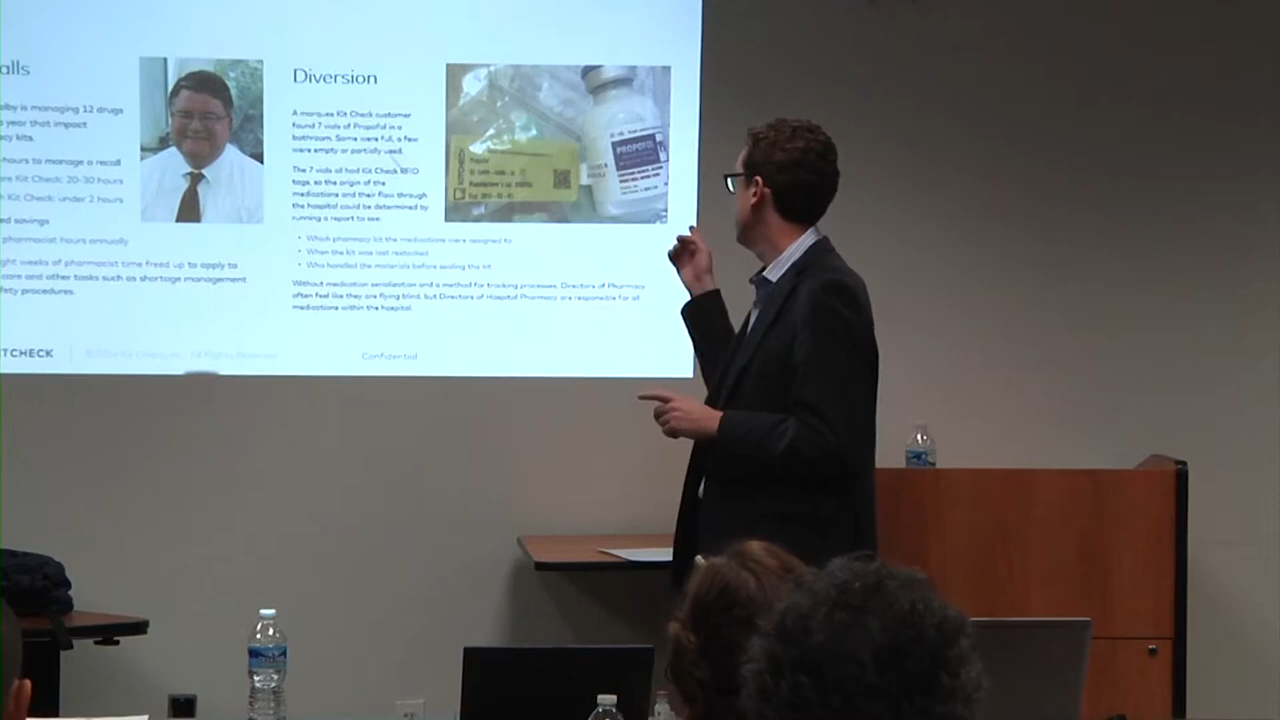 alls
lby is managing 12 drugs
year that impact
cy kits.
hours to manage a recall
re Kit Check: 20-30 hours
Kit Check: under 2 hours
ed savings
pharmacist hours annually
ght weeks of pharmacist time freed up to apply to
care and other tasks such as shortage management
fety procedures.
Diversion
A marquee Kit Check customer
found 7 vials of Propofol in a
bathroom. Some were full, a few
were empty or partially used.
The 7 vials all had Kit Check RFID
tags, so the origin of the
medications and their flow through
the hospital could be determined by
running a report to see:
• Which pharmacy kit the medications were assigned to
• When the kit was last restocked
• Who handled the materials before sealing the kit
Without medication serialization and a method for tracking processes, Directors of Pharmacy
often feel like they are flying blind, but Directors of Hospital Pharmacy are responsible for all
medications within the hospital.
Propofol
PROPOFOL
TCHECK
Kit Check, Inc. All Rights Reserved
Confidential